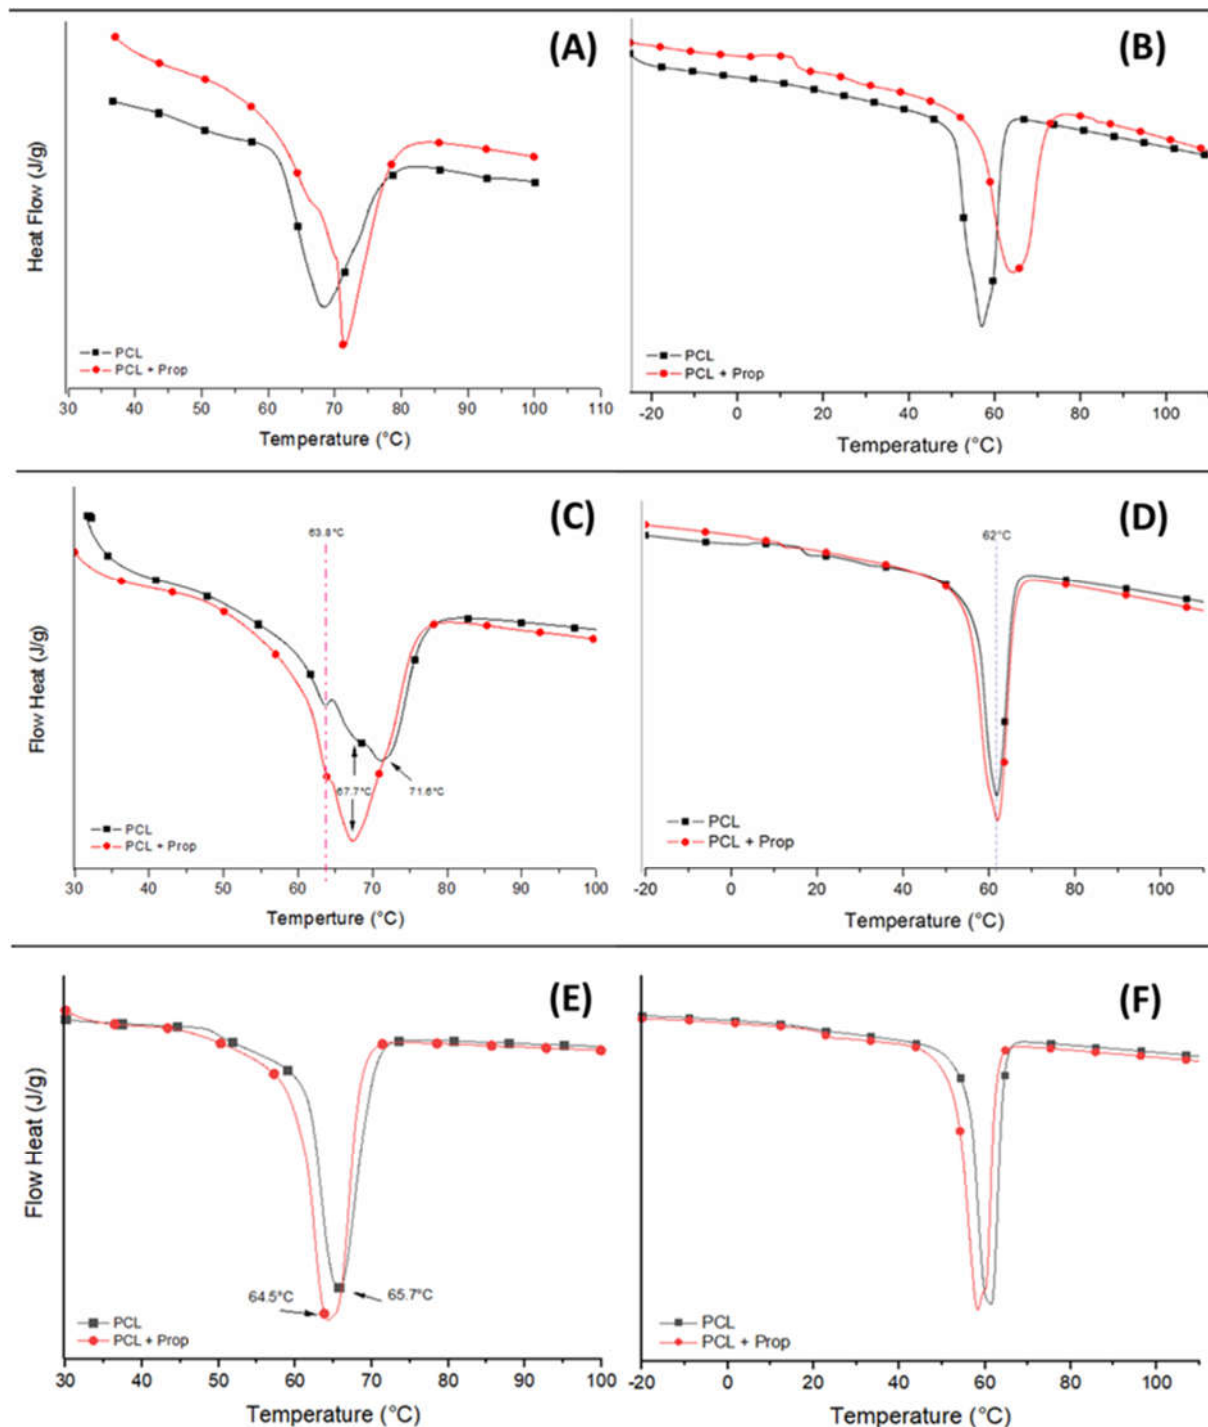 (A)
Heat Flow (J/g)
PCL
PCL + Prop
30 40 50 60 70 80 90 100 110
Temperature (°C)
(B)
PCL
PCL + Prop
-20 0 20 40 60 80 100
Temperature (°C)
(C)
63.8°C
Flow Heat (J/g)
67.7°C
71.6°C
PCL
PCL + Prop
30 40 50 60 70 80 90 100
Temperture (°C)
(D)
62°C
PCL
PCL + Prop
-20 0 20 40 60 80 100
Temperature (°C)
(E)
Flow Heat (J/g)
64.5°C
65.7°C
PCL
PCL + Prop
30 40 50 60 70 80 90 100
Temperature (°C)
(F)
PCL
PCL + Prop
-20 0 20 40 60 80 100
Temperature (°C)